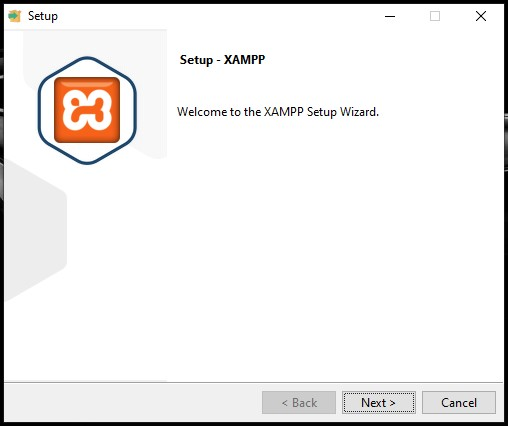 Setup
Setup - XAMPP
Welcome to the XAMPP Setup Wizard.
< Back
Next >
Cancel